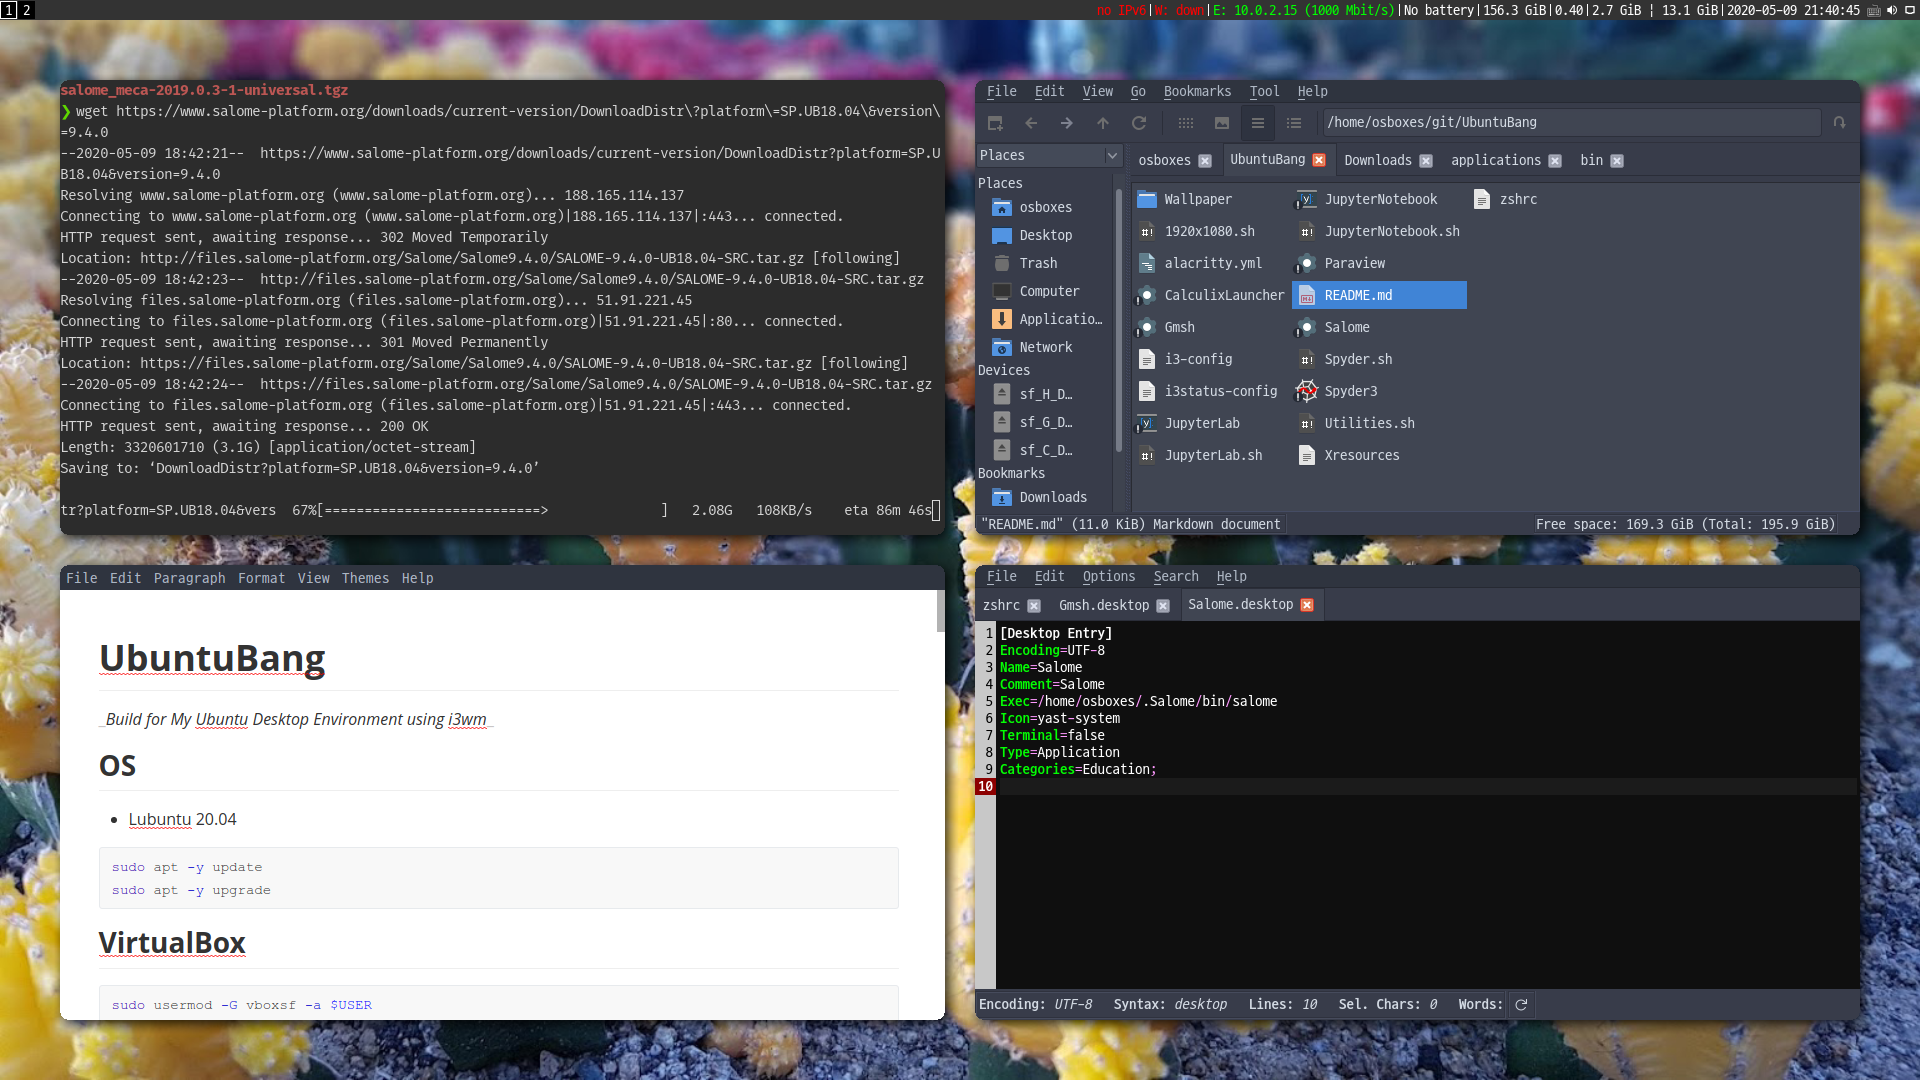 1 2
no IPv6|W: down|E: 10.0.2.15 (1000 Mbit/s)|No battery|156.3 GiB|0.40|2.7 GiB ¦ 13.1 GiB|2020-05-09 21:40:45
salome_meca-2019.0.3-1-universal.tgz
❯ wget https://www.salome-platform.org/downloads/current-version/DownloadDistr\?platform\=SP.UB18.04\&version\
=9.4.0
--2020-05-09 18:42:21--  https://www.salome-platform.org/downloads/current-version/DownloadDistr?platform=SP.U
B18.04&version=9.4.0
Resolving www.salome-platform.org (www.salome-platform.org)... 188.165.114.137
Connecting to www.salome-platform.org (www.salome-platform.org)|188.165.114.137|:443... connected.
HTTP request sent, awaiting response... 302 Moved Temporarily
Location: http://files.salome-platform.org/Salome/Salome9.4.0/SALOME-9.4.0-UB18.04-SRC.tar.gz [following]
--2020-05-09 18:42:23--  http://files.salome-platform.org/Salome/Salome9.4.0/SALOME-9.4.0-UB18.04-SRC.tar.gz
Resolving files.salome-platform.org (files.salome-platform.org)... 51.91.221.45
Connecting to files.salome-platform.org (files.salome-platform.org)|51.91.221.45|:80... connected.
HTTP request sent, awaiting response... 301 Moved Permanently
Location: https://files.salome-platform.org/Salome/Salome9.4.0/SALOME-9.4.0-UB18.04-SRC.tar.gz [following]
--2020-05-09 18:42:24--  https://files.salome-platform.org/Salome/Salome9.4.0/SALOME-9.4.0-UB18.04-SRC.tar.gz
Connecting to files.salome-platform.org (files.salome-platform.org)|51.91.221.45|:443... connected.
HTTP request sent, awaiting response... 200 OK
Length: 3320601710 (3.1G) [application/octet-stream]
Saving to: ‘DownloadDistr?platform=SP.UB18.04&version=9.4.0’
tr?platform=SP.UB18.04&vers  67%[===========================>              ]   2.08G   108KB/s    eta 86m 46s
File Edit View Go Bookmarks Tool Help
/home/osboxes/git/UbuntuBang
Places
osboxes UbuntuBang Downloads applications bin
Places
osboxes
Desktop
Trash
Computer
Applicatio…
Network
Devices
sf_H_D…
sf_G_D…
sf_C_D…
Bookmarks
Downloads
Wallpaper
1920x1080.sh
alacritty.yml
CalculixLauncher
Gmsh
i3-config
i3status-config
JupyterLab
JupyterLab.sh
JupyterNotebook
JupyterNotebook.sh
Paraview
README.md
Salome
Spyder.sh
Spyder3
Utilities.sh
Xresources
zshrc
"README.md" (11.0 KiB) Markdown document
Free space: 169.3 GiB (Total: 195.9 GiB)
File Edit Paragraph Format View Themes Help
UbuntuBang
_Build for My Ubuntu Desktop Environment using i3wm_
OS
• Lubuntu 20.04
sudo apt -y update
sudo apt -y upgrade
VirtualBox
sudo usermod -G vboxsf -a $USER
File Edit Options Search Help
zshrc Gmsh.desktop Salome.desktop
1 [Desktop Entry]
2 Encoding=UTF-8
3 Name=Salome
4 Comment=Salome
5 Exec=/home/osboxes/.Salome/bin/salome
6 Icon=yast-system
7 Terminal=false
8 Type=Application
9 Categories=Education;
10
Encoding: UTF-8 Syntax: desktop Lines: 10 Sel. Chars: 0 Words: